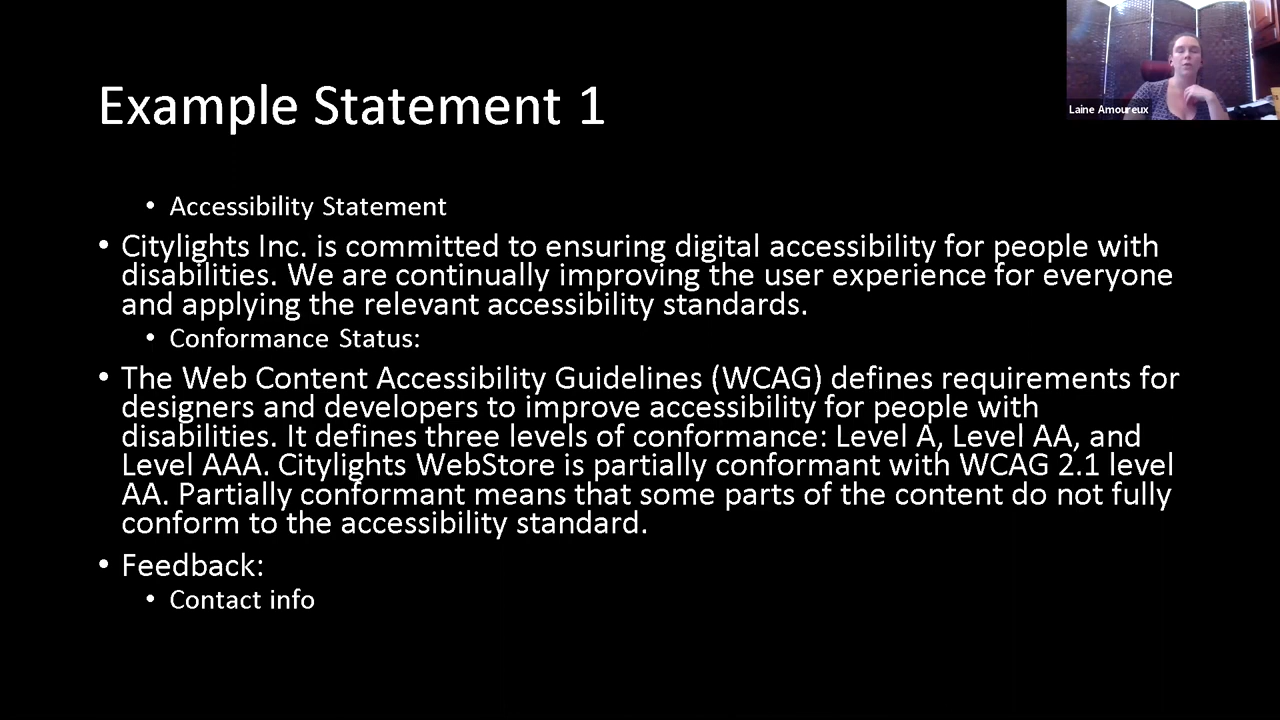 Example Statement 1
Laine Amoureux
• Accessibility Statement
• Citylights Inc. is committed to ensuring digital accessibility for people with
disabilities. We are continually improving the user experience for everyone
and applying the relevant accessibility standards.
• Conformance Status:
• The Web Content Accessibility Guidelines (WCAG) defines requirements for
designers and developers to improve accessibility for people with
disabilities. It defines three levels of conformance: Level A, Level AA, and
Level AAA. Citylights WebStore is partially conformant with WCAG 2.1 level
AA. Partially conformant means that some parts of the content do not fully
conform to the accessibility standard.
• Feedback:
• Contact info